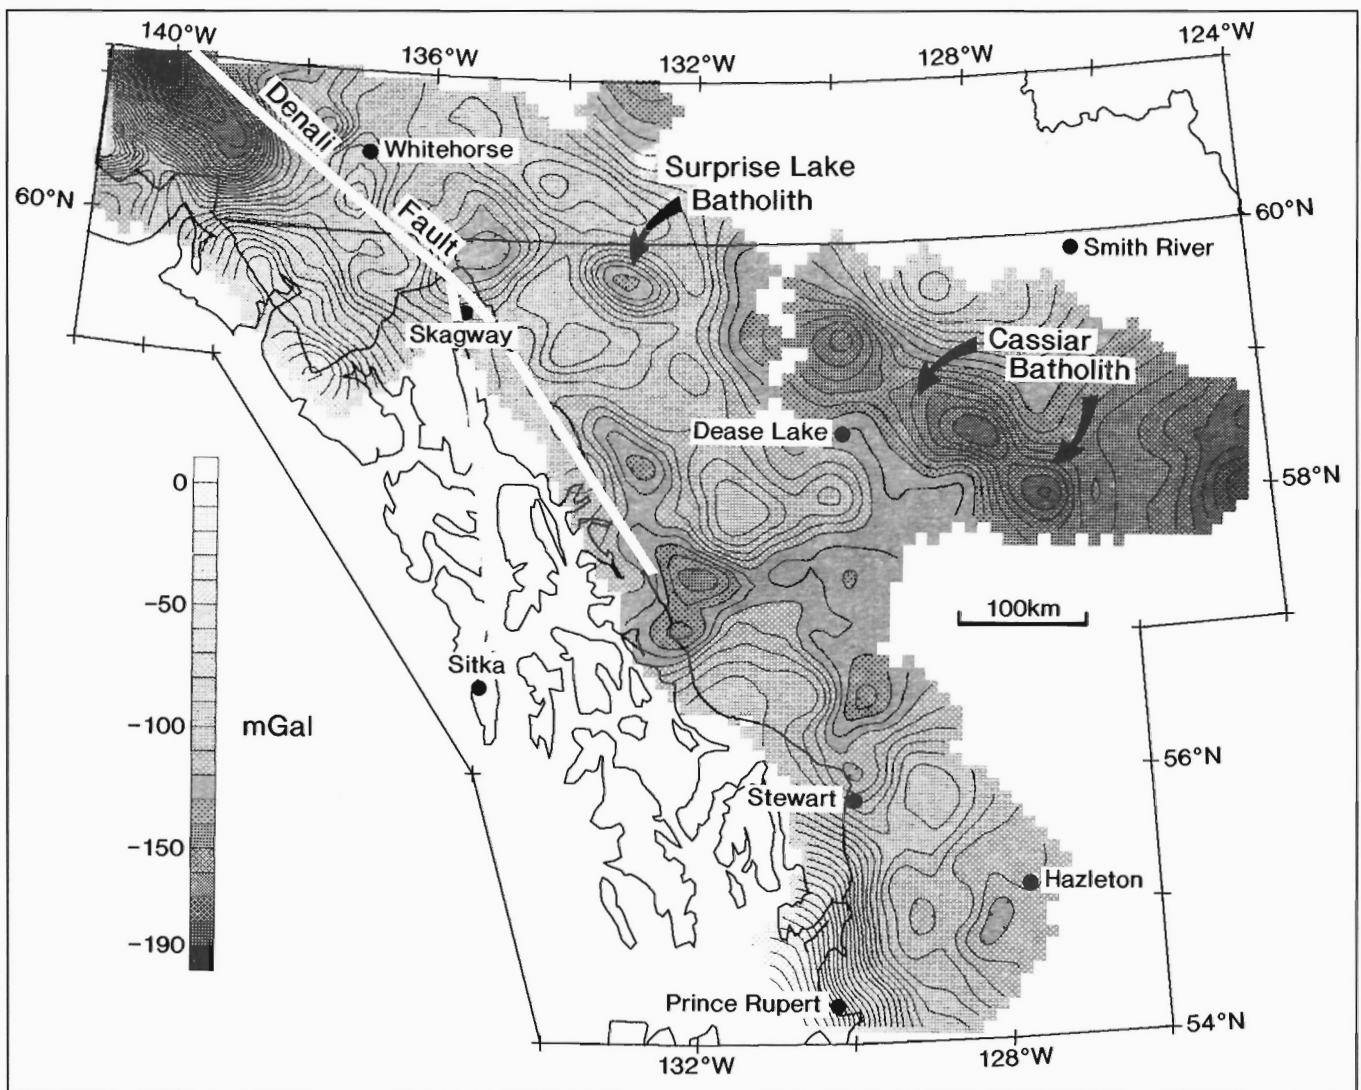 140°W
136°W
132°W
128°W
124°W
Denali
Fault
Whitehorse
Surprise Lake
Batholith
60°N
60°N
Smith River
Skagway
Cassiar
Batholith
Dease Lake
58°N
0
−50
−100
−150
−190
mGal
100km
Sitka
56°N
Stewart
Hazleton
Prince Rupert
54°N
132°W
128°W